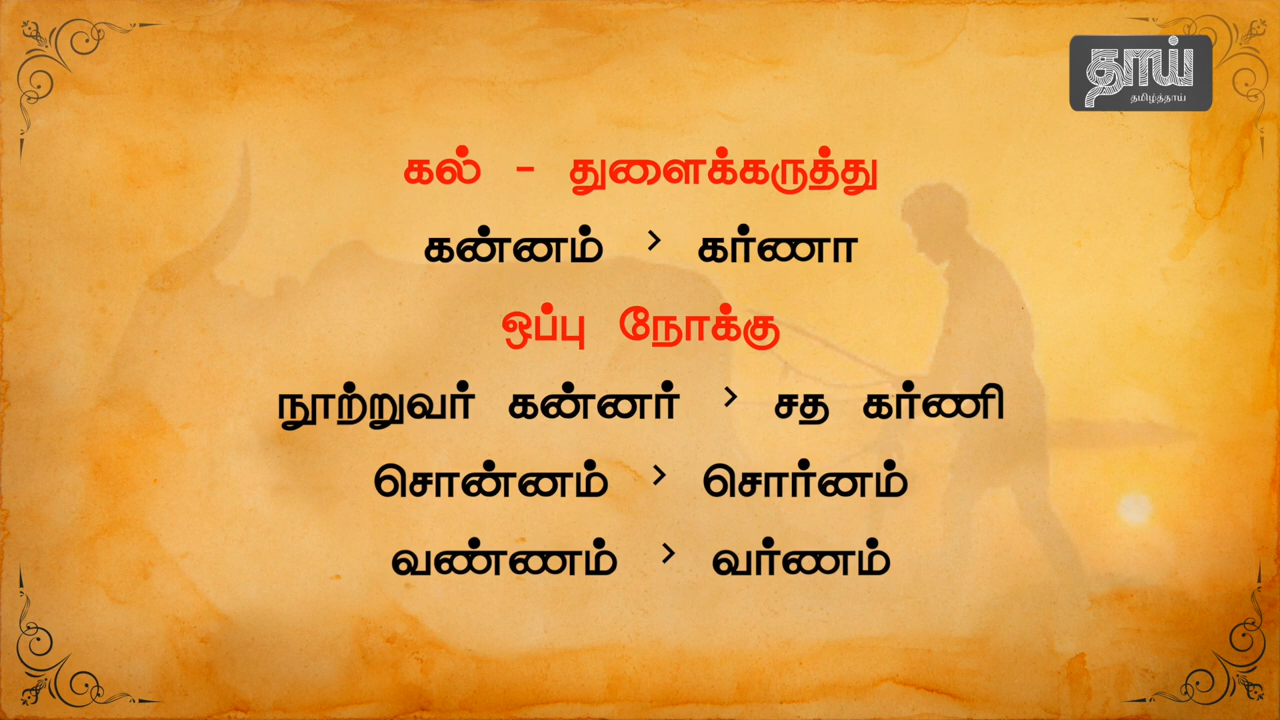 தாய்
தமிழ்த்தாய்
கல் - துளைக்கருத்து
கன்னம் > கர்ணா
ஒப்பு நோக்கு
நூற்றுவர் கன்னர் > சத கர்ணி
சொன்னம் > சொர்னம்
வண்ணம் > வர்ணம்